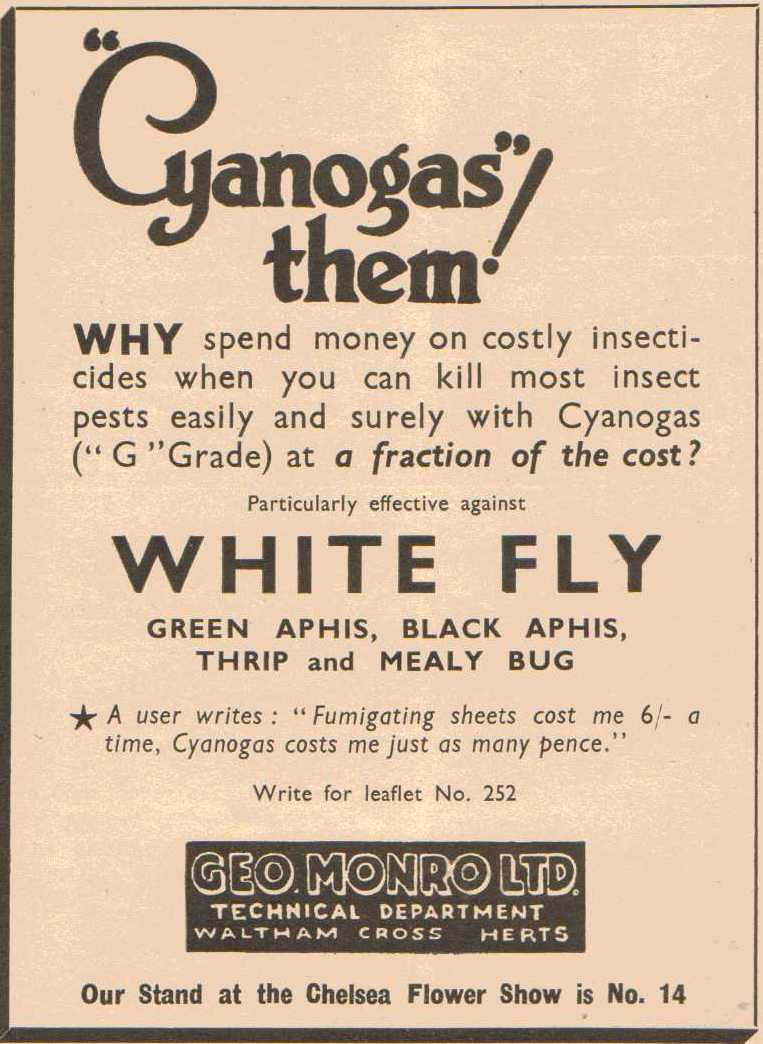 "Cyanogas"
them!
WHY spend money on costly insecti-
cides when you can kill most insect
pests easily and surely with Cyanogas
("G" Grade) at a fraction of the cost?
Particularly effective against
WHITE FLY
GREEN APHIS, BLACK APHIS,
THRIP and MEALY BUG
★ A user writes: "Fumigating sheets cost me 6/- a
time, Cyanogas costs me just as many pence."
Write for leaflet No. 252
GEO. MONRO LTD.
TECHNICAL DEPARTMENT
WALTHAM CROSS HERTS
Our Stand at the Chelsea Flower Show is No. 14